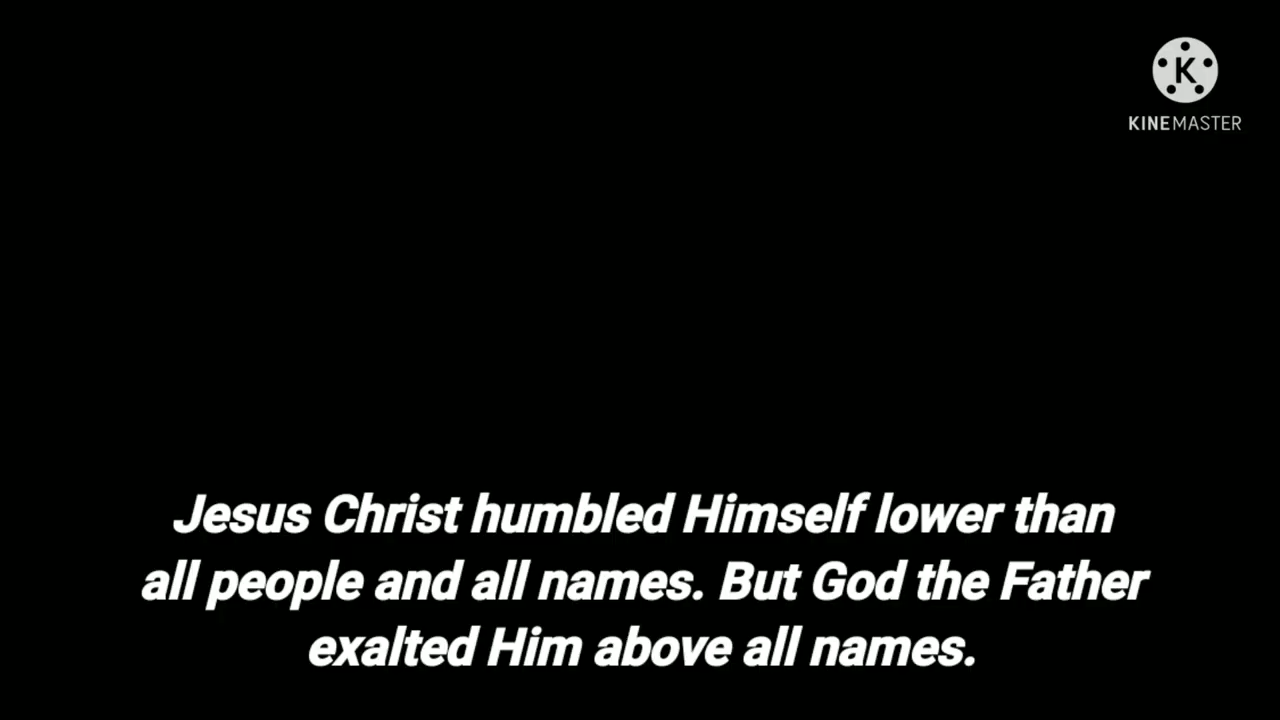 K
KINEMASTER
Jesus Christ humbled Himself lower than
all people and all names. But God the Father
exalted Him above all names.